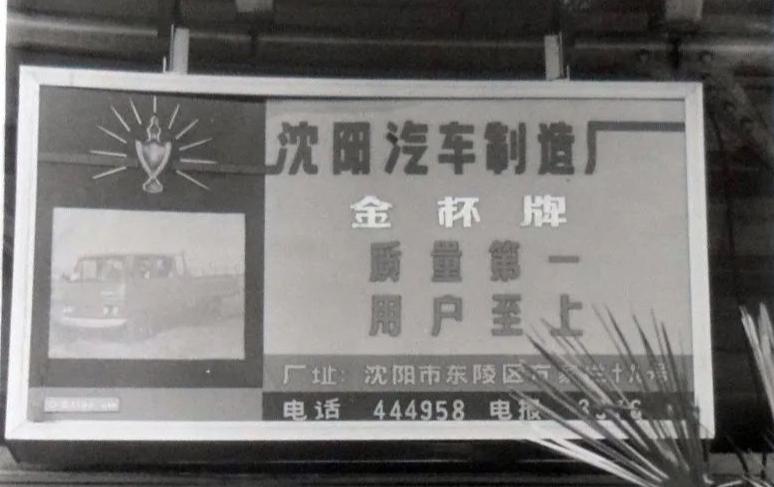 沈阳汽车制造厂
金杯牌
质量第一
用户至上
厂址：沈阳市东陵区
电话 444958 电报